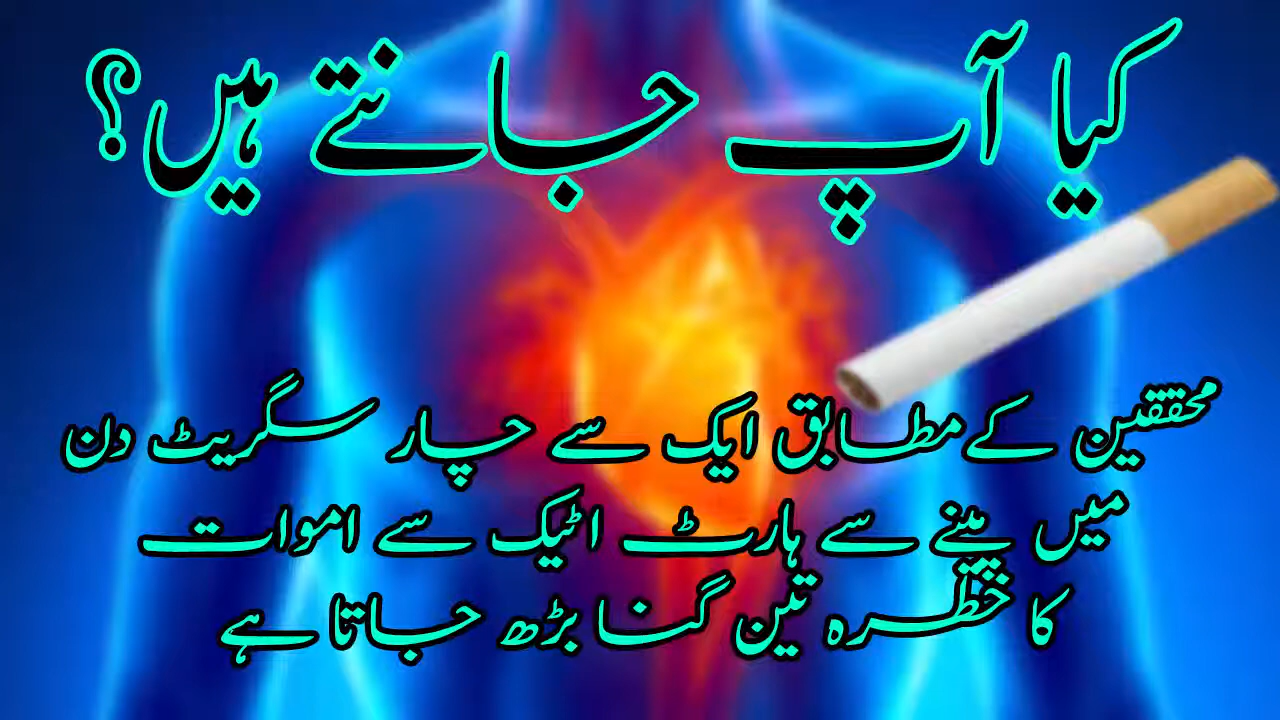 کیا آپ جانتے ہیں؟
محققین کے مطابق ایک سے چار سگریٹ دن
میں پینے سے ہارٹ اٹیک سے اموات
کا خطرہ تین گنا بڑھ جاتا ہے